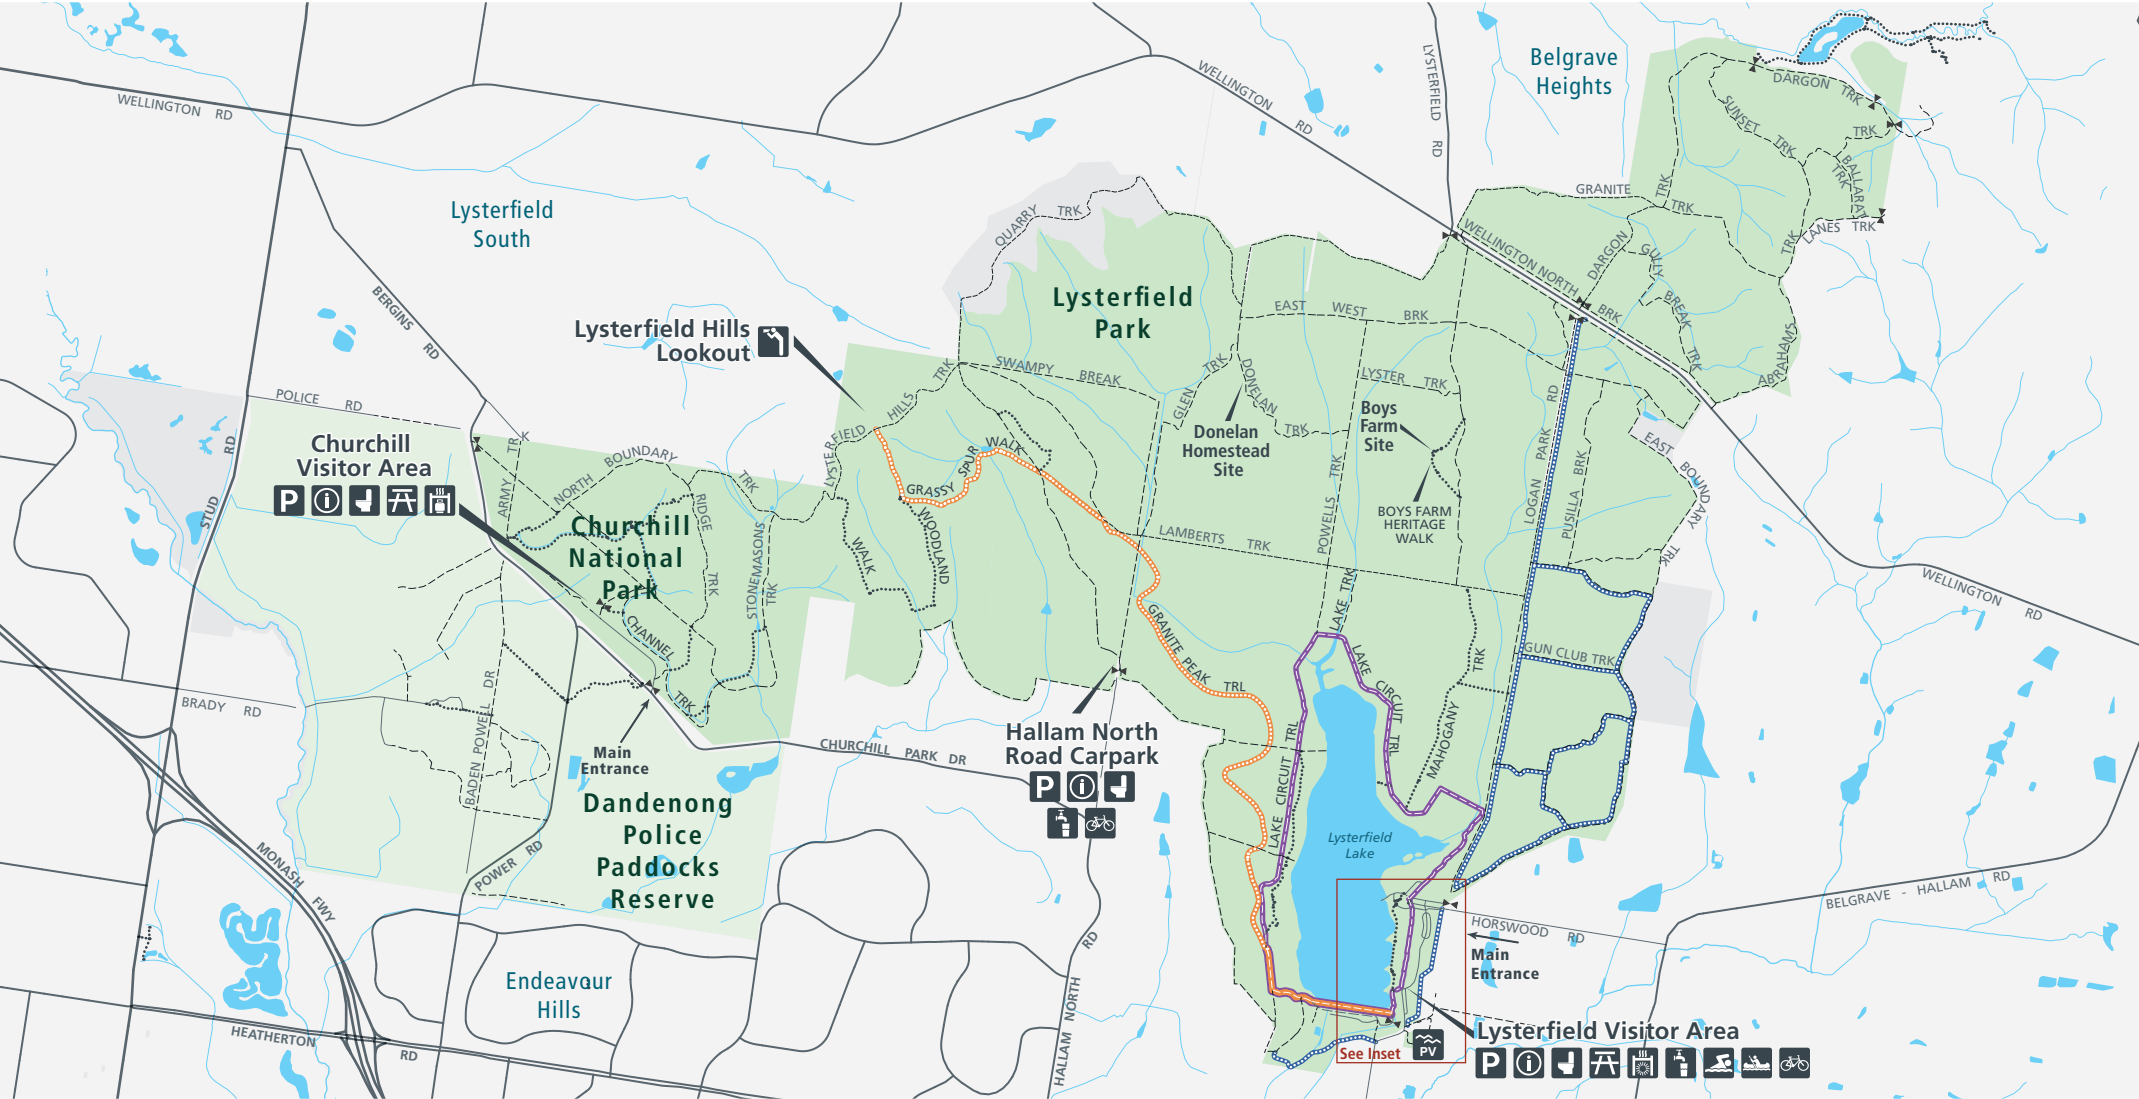 WELLINGTON RD
WELLINGTON
RD
LYSTERFIELD RD
Belgrave
Heights
DARGON TRK
SUNSET TRK
TRK
BALLARAT
TRK
LANES TRK
GRANITE
TRK
TRK
DARGON
GULLY
BREAK
TRK
TRK
ABRAHAMS
WELLINGTON NORTH
BRK
Lysterfield
South
QUARRY TRK
BERGINS
RD
Lysterfield Hills
Lookout
Lysterfield
Park
EAST WEST BRK
SWAMPY BREAK
GLEN TRK
DONELAN
TRK
LYSTER TRK
Boys
Farm
Site
Donelan
Homestead
Site
BOYS FARM
HERITAGE
WALK
POWELLS TRK
LOGAN PARK RD
PUSILLA BRK
EAST BOUNDARY
TRK
WELLINGTON RD
POLICE RD
STUD RD
Churchill
Visitor Area
P i
ARMY TRK
NORTH BOUNDARY
TRK
LYSTERFIELD
HILLS
TRK
GRASSY
SPUR
WALK
WOODLAND
WALK
RIDGE
TRK
STONEMASONS
TRK
Churchill
National
Park
CHANNEL
TRK
LAMBERTS TRK
LAKE TRK
GRANITE PEAK TRL
LAKE CIRCUIT TRL
LAKE CIRCUIT TRL
MAHOGANY
TRK
GUN CLUB TRK
BRADY RD
BADEN POWELL DR
Main
Entrance
CHURCHILL PARK DR
Hallam North
Road Carpark
P i
Dandenong
Police
Paddocks
Reserve
POWER RD
MONASH FWY
Lysterfield
Lake
HORSWOOD RD
BELGRAVE - HALLAM RD
Main
Entrance
Endeavour
Hills
HEATHERTON
RD
HALLAM NORTH
RD
See Inset
PV
Lysterfield Visitor Area
P i